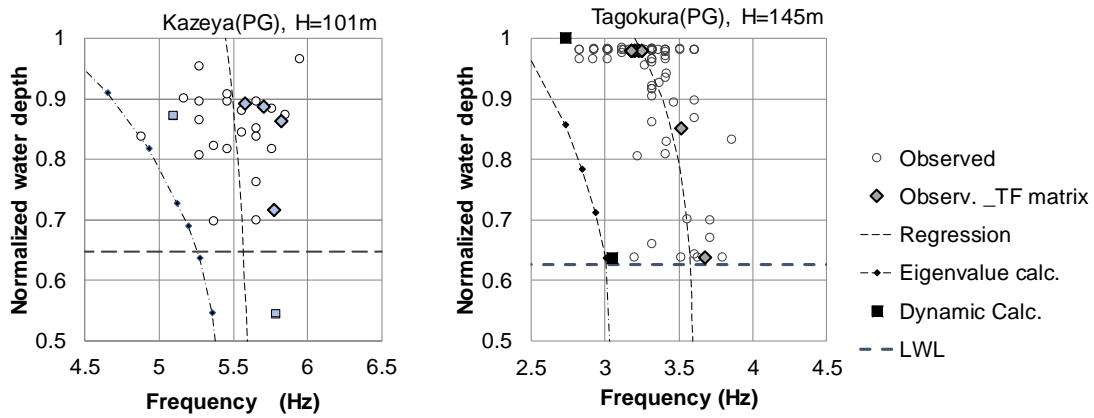 Kazeya(PG), H=101m
1
0.9
0.8
0.7
0.6
0.5
Normalized water depth
4.5 5 5.5 6 6.5
Frequency (Hz)
Tagokura(PG), H=145m
1
0.9
0.8
0.7
0.6
0.5
Normalized water depth
2.5 3 3.5 4 4.5
Frequency (Hz)
Observed
Observ. _TF matrix
Regression
Eigenvalue calc.
Dynamic Calc.
LWL